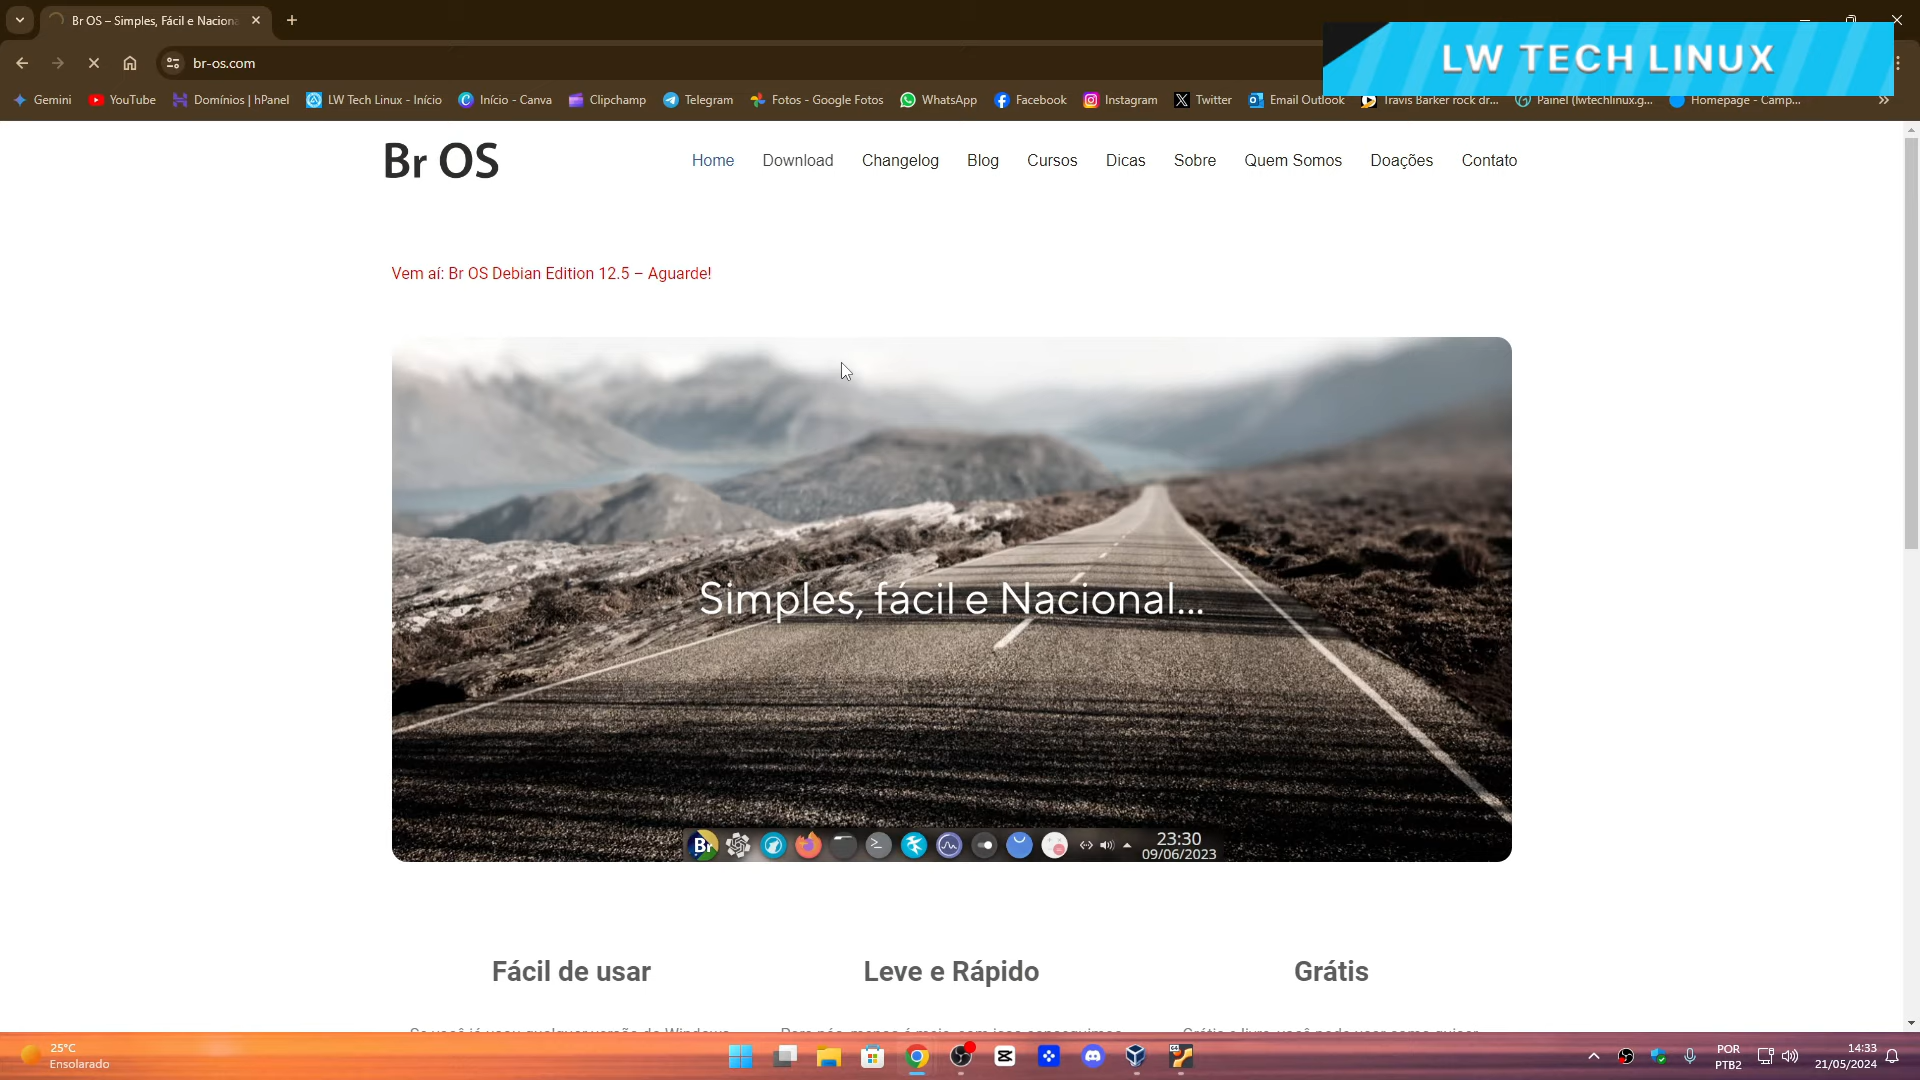 Br OS – Simples, Fácil e Naciona
LW TECH LINUX
br-os.com
Gemini
YouTube
Domínios | hPanel
LW Tech Linux - Início
Início - Canva
Clipchamp
Telegram
Fotos - Google Fotos
WhatsApp
Facebook
Instagram
Twitter
Email Outlook
Travis Barker rock dr...
Painel (lwtechlinux.g...
Homepage - Camp...
Br OS
Home
Download
Changelog
Blog
Cursos
Dicas
Sobre
Quem Somos
Doações
Contato
Vem aí: Br OS Debian Edition 12.5 – Aguarde!
Simples, fácil e Nacional...
Br
23:30
09/06/2023
Fácil de usar
Leve e Rápido
Grátis
25°C
Ensolarado
POR
PTB2
14:33
21/05/2024